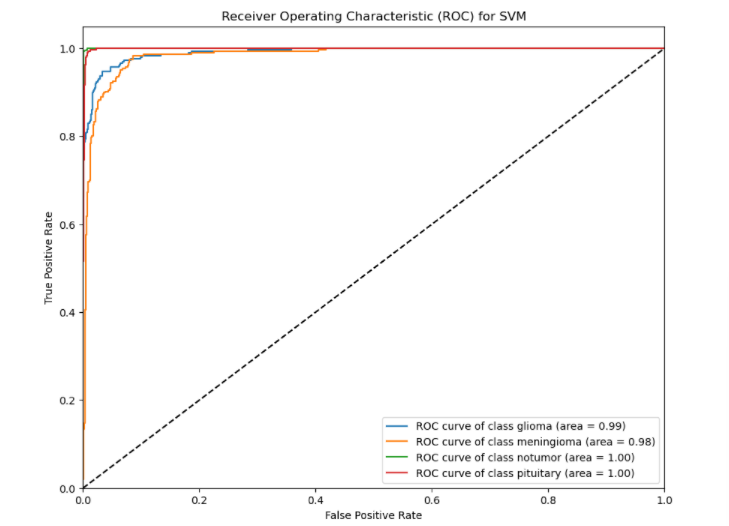 Receiver Operating Characteristic (ROC) for SVM
1.0
0.8
0.6
0.4
0.2
0.0
True Positive Rate
ROC curve of class glioma (area = 0.99)
ROC curve of class meningioma (area = 0.98)
ROC curve of class notumor (area = 1.00)
ROC curve of class pituitary (area = 1.00)
0.0 0.2 0.4 0.6 0.8 1.0
False Positive Rate